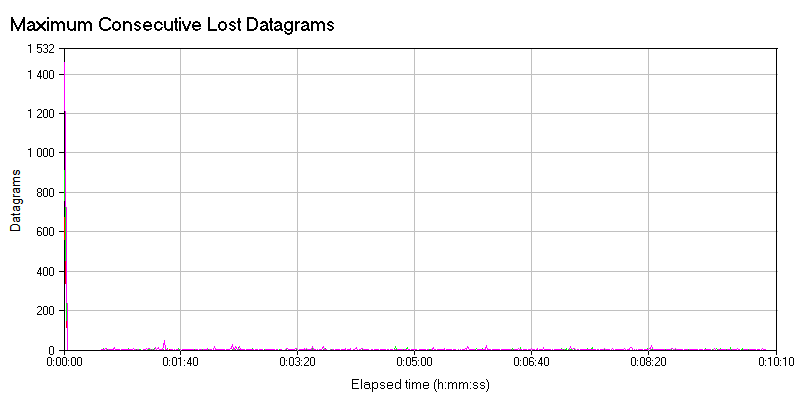 Maximum Consecutive Lost Datagrams
1 532
1 400
1 200
1 000
800
600
400
200
0
Datagrams
0:00:00 0:01:40 0:03:20 0:05:00 0:06:40 0:08:20 0:10:10
Elapsed time (h:mm:ss)